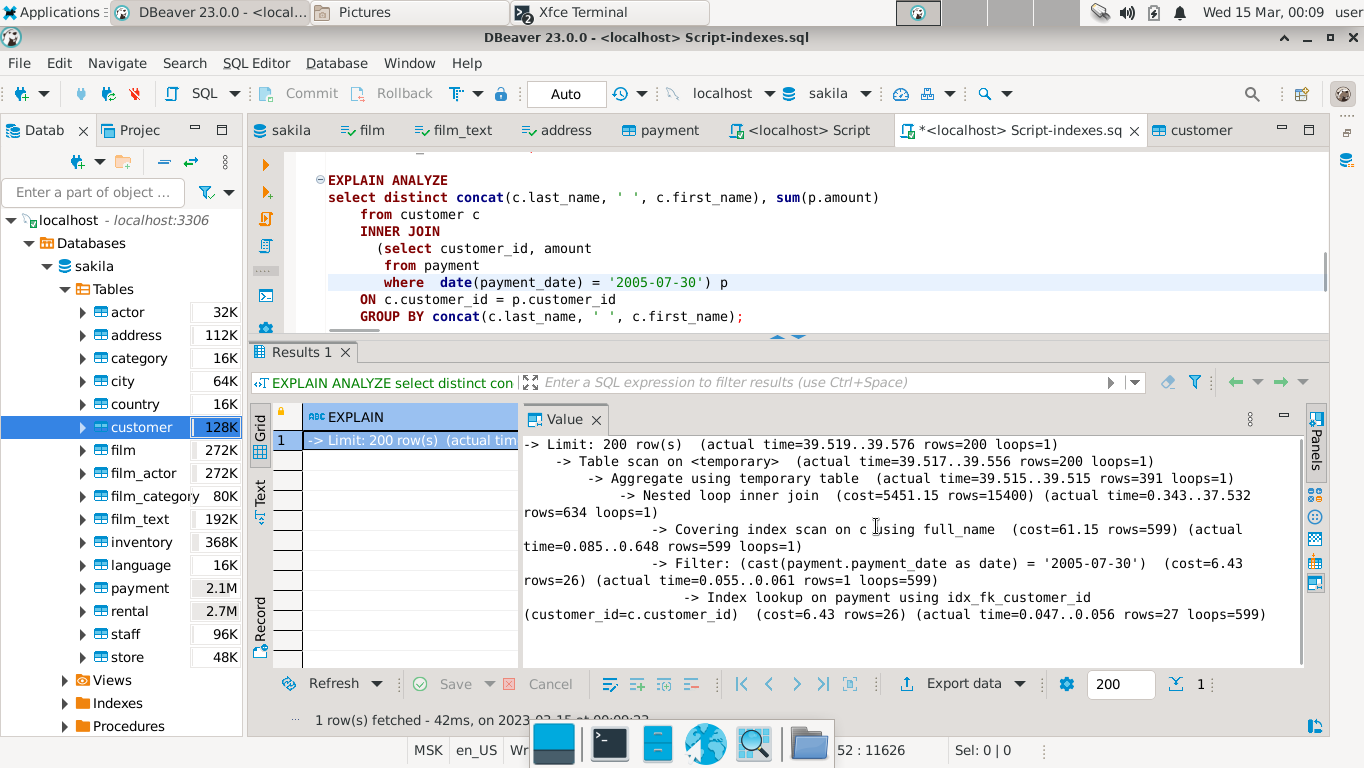 Applications
DBeaver 23.0.0 - <local...
Pictures
Xfce Terminal
2
Wed 15 Mar, 00:09 user
DBeaver 23.0.0 - <localhost> Script-indexes.sql
File Edit Navigate Search SQL Editor Database Window Help
SQL Commit Rollback Auto localhost sakila
Datab Projec
sakila film film_text address payment <localhost> Script *<localhost> Script-indexes.sq customer
Enter a part of object ...
localhost - localhost:3306
Databases
sakila
Tables
actor 32K
address 112K
category 16K
city 64K
country 16K
customer 128K
film 272K
film_actor 272K
film_category 80K
film_text 192K
inventory 368K
language 16K
payment 2.1M
rental 2.7M
staff 96K
store 48K
Views
Indexes
Procedures
EXPLAIN ANALYZE
select distinct concat(c.last_name, ' ', c.first_name), sum(p.amount)
from customer c
INNER JOIN
(select customer_id, amount
from payment
where date(payment_date) = '2005-07-30') p
ON c.customer_id = p.customer_id
GROUP BY concat(c.last_name, ' ', c.first_name);
Results 1
EXPLAIN ANALYZE select distinct con
Enter a SQL expression to filter results (use Ctrl+Space)
Grid
Text
Record
ABC EXPLAIN
1 -> Limit: 200 row(s) (actual tim
Value
-> Limit: 200 row(s) (actual time=39.519..39.576 rows=200 loops=1)
-> Table scan on <temporary> (actual time=39.517..39.556 rows=200 loops=1)
-> Aggregate using temporary table (actual time=39.515..39.515 rows=391 loops=1)
-> Nested loop inner join (cost=5451.15 rows=15400) (actual time=0.343..37.532
rows=634 loops=1)
-> Covering index scan on c using full_name (cost=61.15 rows=599) (actual
time=0.085..0.648 rows=599 loops=1)
-> Filter: (cast(payment.payment_date as date) = '2005-07-30') (cost=6.43
rows=26) (actual time=0.055..0.061 rows=1 loops=599)
-> Index lookup on payment using idx_fk_customer_id
(customer_id=c.customer_id) (cost=6.43 rows=26) (actual time=0.047..0.056 rows=27 loops=599)
Panels
Refresh Save Cancel Export data 200 1
1 row(s) fetched - 42ms, on
MSK en_US Wr
52 : 11626 Sel: 0 | 0